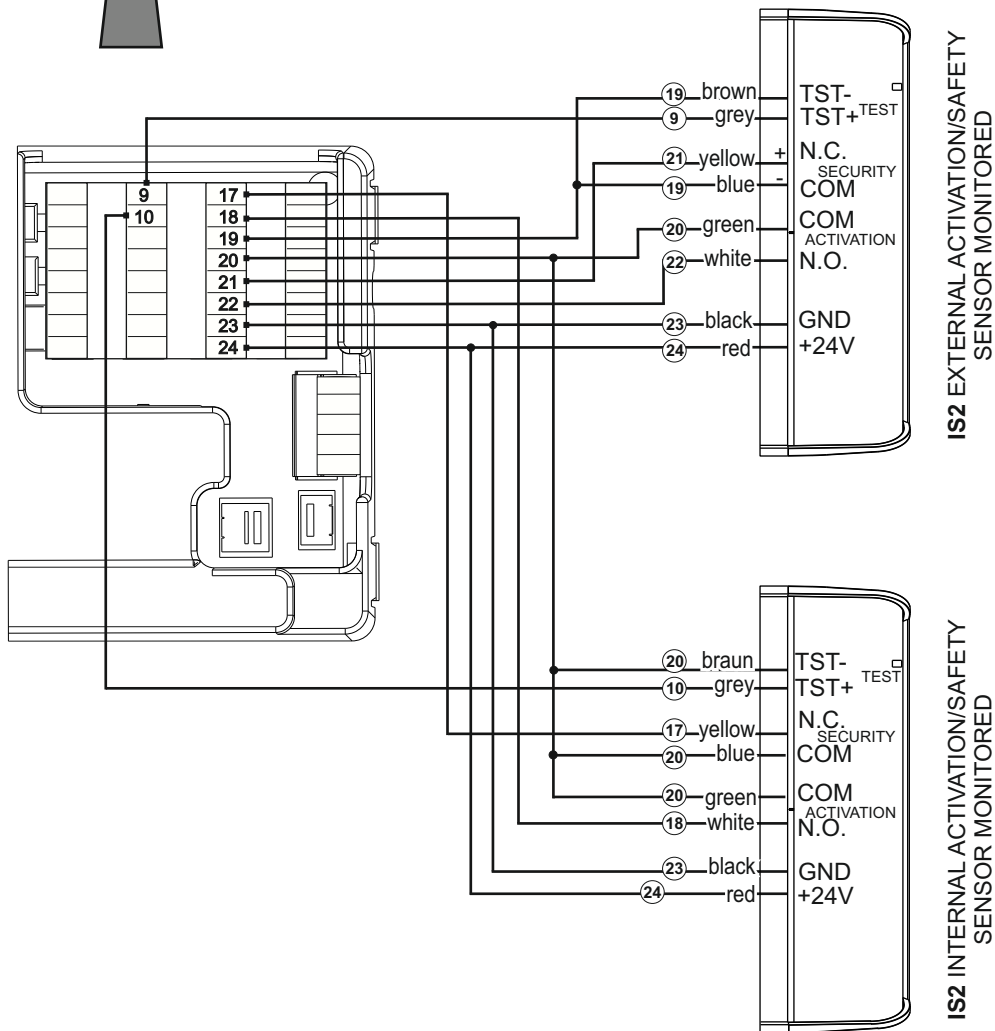 19 brown TST-
9 grey TST+ TEST
21 yellow + N.C.
SECURITY
19 blue - COM
20 green COM
ACTIVATION
22 white N.O.
23 black GND
24 red +24V
IS2 EXTERNAL ACTIVATION/SAFETY
SENSOR MONITORED
9 17
10 18
19
20
21
22
23
24
20 braun TST-
TEST
10 grey TST+
17 yellow N.C.
SECURITY
20 blue COM
20 green COM
ACTIVATION
18 white N.O.
23 black GND
24 red +24V
IS2 INTERNAL ACTIVATION/SAFETY
SENSOR MONITORED